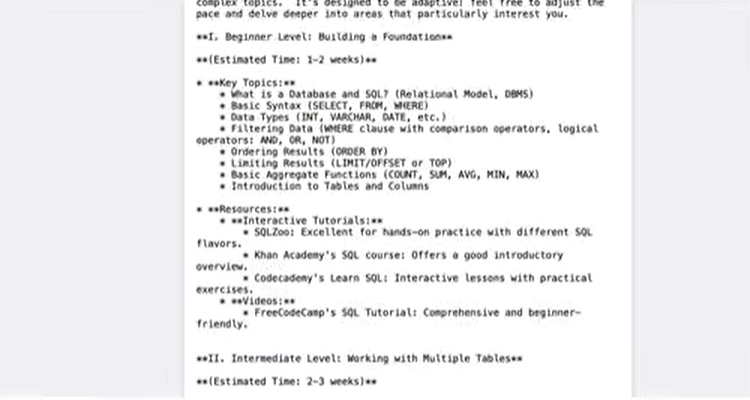 complex topics.  It's designed to be adaptive; feel free to adjust the
pace and delve deeper into areas that particularly interest you.
**I. Beginner Level: Building a Foundation**
**(Estimated Time: 1-2 weeks)**
* **Key Topics:**
* What is a Database and SQL? (Relational Model, DBMS)
* Basic Syntax (SELECT, FROM, WHERE)
* Data Types (INT, VARCHAR, DATE, etc.)
* Filtering Data (WHERE clause with comparison operators, logical
operators: AND, OR, NOT)
* Ordering Results (ORDER BY)
* Limiting Results (LIMIT/OFFSET or TOP)
* Basic Aggregate Functions (COUNT, SUM, AVG, MIN, MAX)
* Introduction to Tables and Columns
* **Resources:**
* **Interactive Tutorials:**
* SQLZoo: Excellent for hands-on practice with different SQL
flavors.
* Khan Academy's SQL course: Offers a good introductory
overview.
* Codecademy's Learn SQL: Interactive lessons with practical
exercises.
* **Videos:**
* FreeCodeCamp's SQL Tutorial: Comprehensive and beginner-
friendly.
**II. Intermediate Level: Working with Multiple Tables**
**(Estimated Time: 2-3 weeks)**